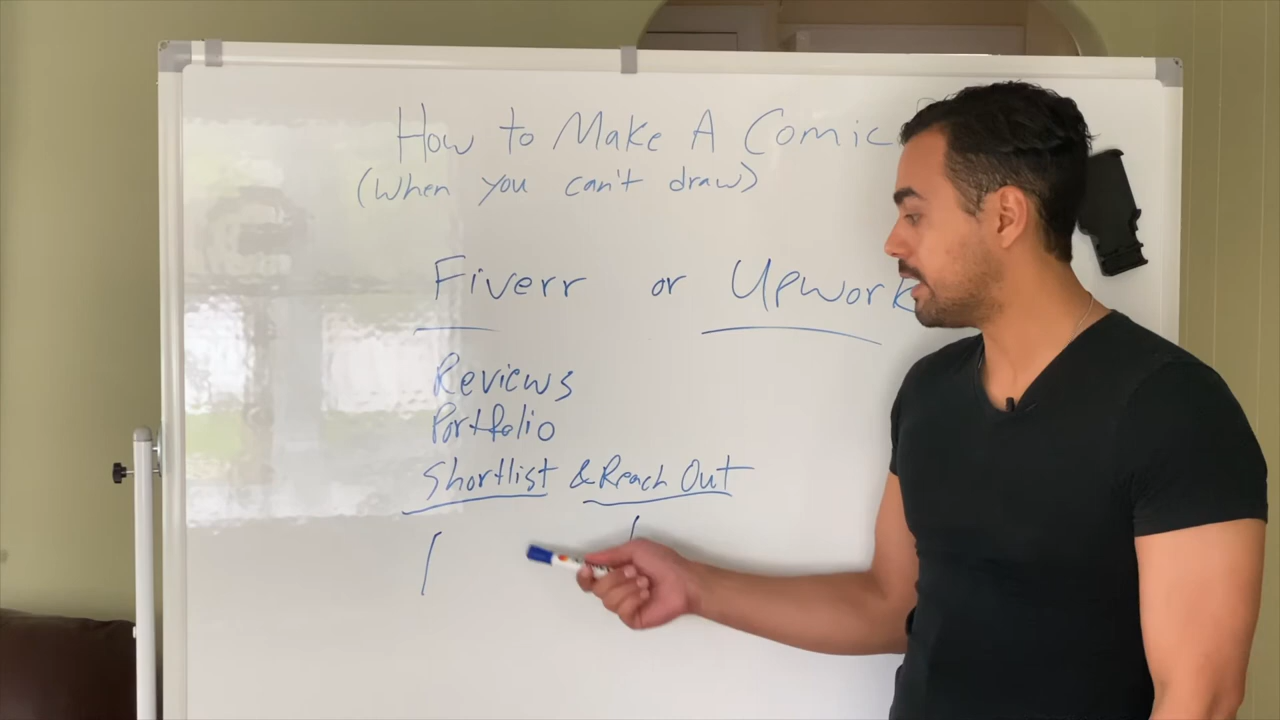 How to Make A Comic
(when you can't draw)
Fiverr or Upwork
Reviews
Portfolio
Shortlist & Reach Out